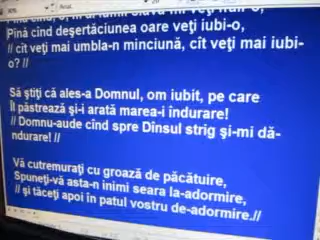 Pînă cînd deşertăciunea oare veţi iubi-o,
// cît veţi mai umbla-n minciună, cît veţi mai iubi-
o? //
Să ştiţi că ales-a Domnul, om iubit, pe care
Îl păstrează şi-i arată marea-i îndurare!
// Domnu-aude cînd spre Dînsul strig şi-mi dă-
ndurare! //
Vă cutremuraţi cu groază de păcătuire,
Spuneţi-vă asta-n inimi seara la-adormire,
// şi tăceţi apoi în patul vostru de-adormire.//